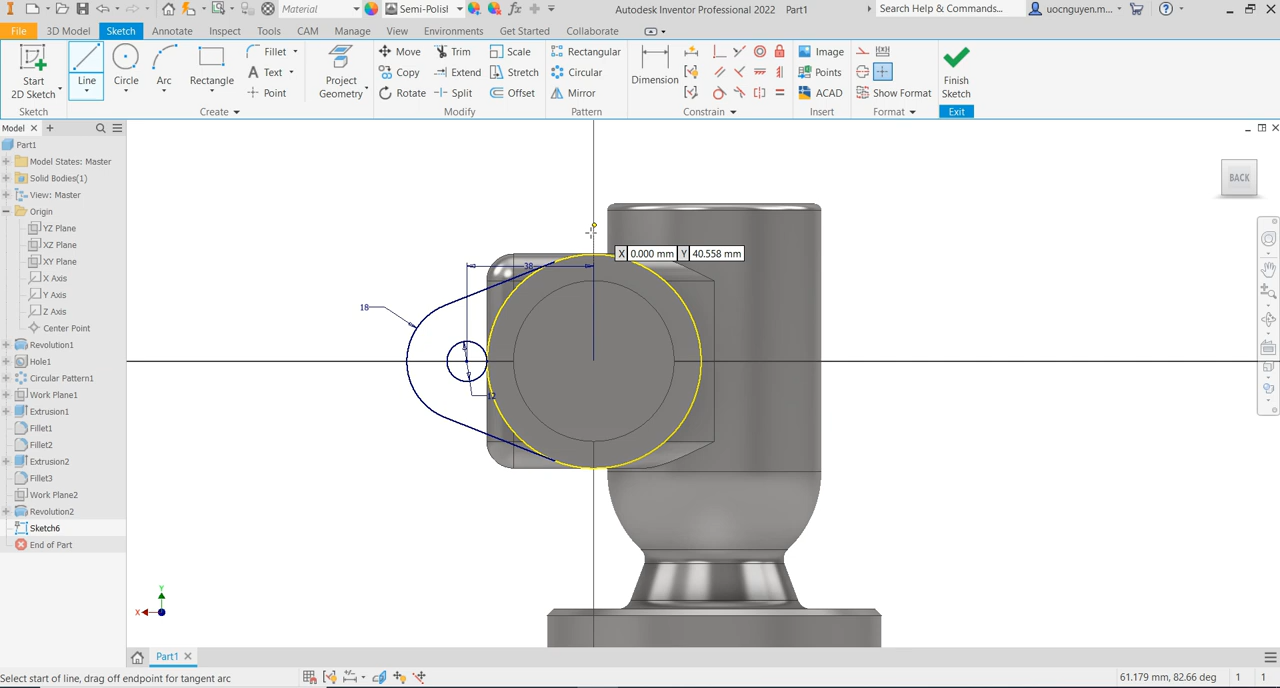 Material
Semi-Polisl
Autodesk Inventor Professional 2022 Part1
Search Help & Commands...
uocnguyen.m...
File
3D Model
Sketch
Annotate
Inspect
Tools
CAM
Manage
View
Environments
Get Started
Collaborate
Start
2D Sketch
Line
Circle
Arc
Rectangle
Fillet
Text
Point
Project
Geometry
Move
Copy
Rotate
Trim
Extend
Split
Scale
Stretch
Offset
Rectangular
Circular
Mirror
Dimension
Image
Points
ACAD
Show Format
Finish
Sketch
Sketch
Create
Modify
Pattern
Constrain
Insert
Format
Exit
Model
Part1
Model States: Master
Solid Bodies(1)
View: Master
Origin
YZ Plane
XZ Plane
XY Plane
X Axis
Y Axis
Z Axis
Center Point
Revolution1
Hole1
Circular Pattern1
Work Plane1
Extrusion1
Fillet1
Fillet2
Extrusion2
Fillet3
Work Plane2
Revolution2
Sketch6
End of Part
BACK
X 0.000 mm Y 40.558 mm
38
18
12
Y
X
Part1
Select start of line, drag off endpoint for tangent arc
61.179 mm, 82.66 deg 1 1